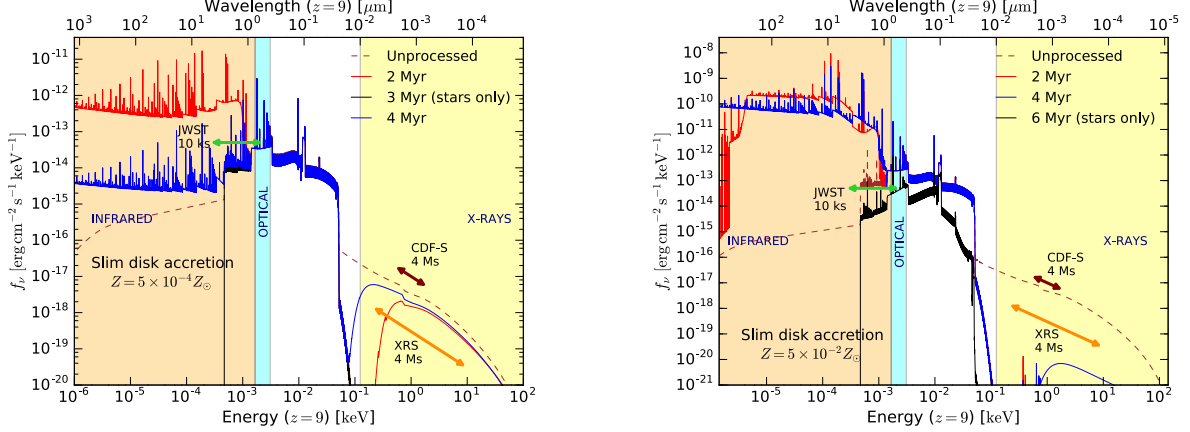 Wavelength (z = 9) [μm]
10³ 10² 10¹ 10⁰ 10⁻¹ 10⁻² 10⁻³ 10⁻⁴
f_ν [erg cm⁻² s⁻¹ keV⁻¹]
10⁻¹¹
10⁻¹²
10⁻¹³
10⁻¹⁴
10⁻¹⁵
10⁻¹⁶
10⁻¹⁷
10⁻¹⁸
10⁻¹⁹
10⁻²⁰
Unprocessed
2 Myr
3 Myr (stars only)
4 Myr
JWST
10 ks
INFRARED
OPTICAL
X-RAYS
Slim disk accretion
Z = 5 × 10⁻⁴ Z⊙
CDF-S
4 Ms
XRS
4 Ms
10⁻⁶ 10⁻⁵ 10⁻⁴ 10⁻³ 10⁻² 10⁻¹ 10⁰ 10¹ 10²
Energy (z = 9) [keV]
Wavelength (z = 9) [μm]
10² 10¹ 10⁰ 10⁻¹ 10⁻² 10⁻³ 10⁻⁴ 10⁻⁵
f_ν [erg cm⁻² s⁻¹ keV⁻¹]
10⁻⁸
10⁻⁹
10⁻¹⁰
10⁻¹¹
10⁻¹²
10⁻¹³
10⁻¹⁴
10⁻¹⁵
10⁻¹⁶
10⁻¹⁷
10⁻¹⁸
10⁻¹⁹
10⁻²⁰
10⁻²¹
Unprocessed
2 Myr
4 Myr
6 Myr (stars only)
JWST
10 ks
INFRARED
OPTICAL
X-RAYS
CDF-S
4 Ms
Slim disk accretion
Z = 5 × 10⁻² Z⊙
XRS
4 Ms
10⁻⁵ 10⁻⁴ 10⁻³ 10⁻² 10⁻¹ 10⁰ 10¹ 10²
Energy (z = 9) [keV]